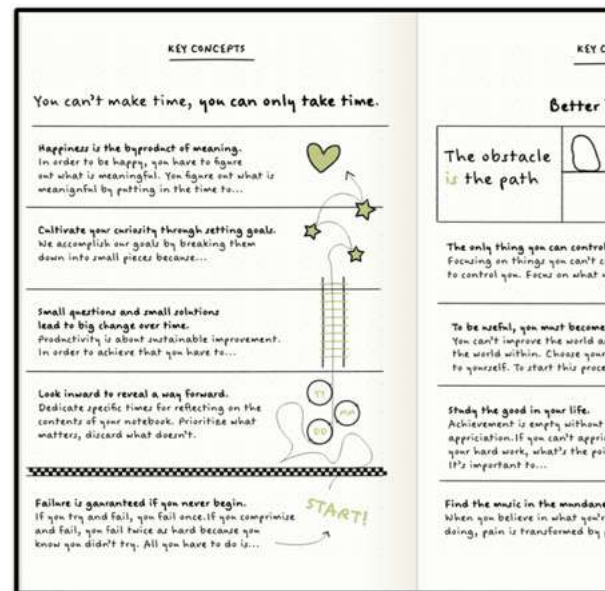 KEY CONCEPTS
You can't make time, you can only take time.
Happiness is the byproduct of meaning.
In order to be happy, you have to figure
out what is meaningful. You figure out what is
meanignful by putting in the time to...
Cultivate your curiosity through setting goals.
We accomplish our goals by breaking them
down into small pieces because...
Small questions and small solutions
lead to big change over time.
Productivity is about sustainable improvement.
In order to achieve that you have to...
Look inward to reveal a way forward.
Dedicate specific times for reflecting on the
contents of your notebook. Prioritize what
matters, discard what doesn't.
YY
MM
DD
Failure is gauranteed if you never begin.
If you try and fail, you fail once.If you comprimise
and fail, you fail twice as hard because you
know you didn't try. All you have to do is...
START!
KEY C
Better
The obstacle
is the path
The only thing you can control
Focusing on things you can't c
to control you. Focus on what
To be useful, you must become
You can't improve the world
the world within. Choose your
to yourself. To start this proce
Study the good in your life.
Achievement is empty without
appriciation.If you can't appric
your hard work, what's the poi
It's important to...
Find the music in the mundane
When you believe in what you'r
doing, pain is transformed by